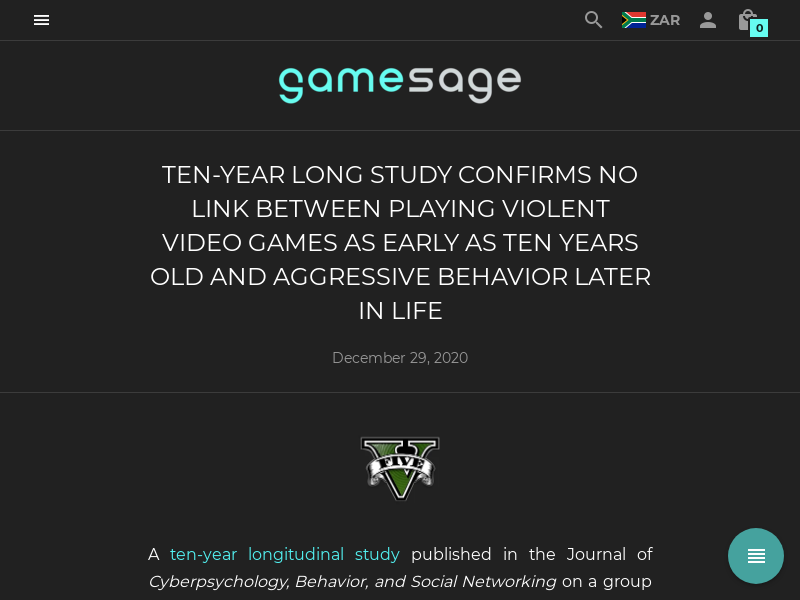 ZAR
0
gamesage
TEN-YEAR LONG STUDY CONFIRMS NO
LINK BETWEEN PLAYING VIOLENT
VIDEO GAMES AS EARLY AS TEN YEARS
OLD AND AGGRESSIVE BEHAVIOR LATER
IN LIFE
December 29, 2020
V
FIVE
A ten-year longitudinal study published in the Journal of
Cyberpsychology, Behavior, and Social Networking on a group